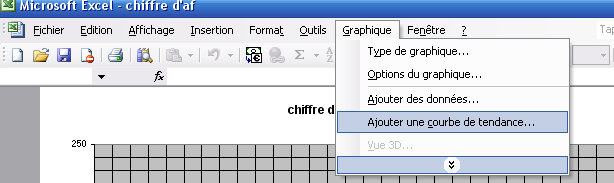 Microsoft Excel - chiffre d'af
Fichier Edition Affichage Insertion Format Outils Graphique Fenêtre ?
Type de graphique...
Options du graphique...
fx
Ajouter des données...
chiffre d
Ajouter une courbe de tendance...
250
Vue 3D...